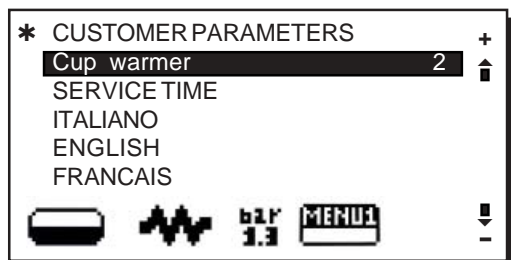 ✱ CUSTOMER PARAMETERS +
Cup warmer 2
SERVICE TIME
ITALIANO
ENGLISH
FRANCAIS
bar
1.3
MENU1
-